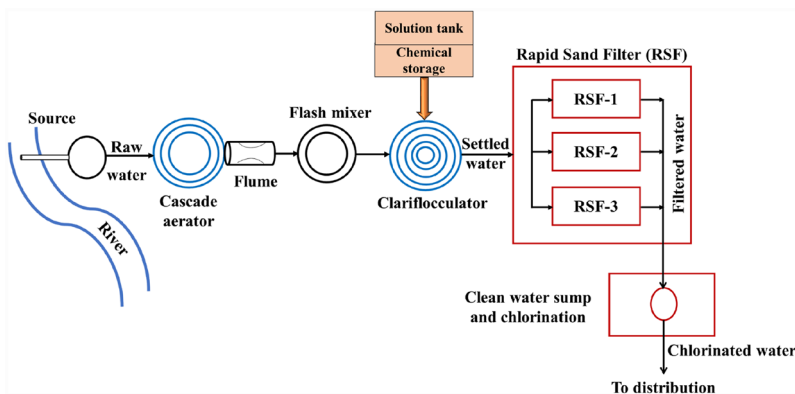 Solution tank
Chemical
storage
Rapid Sand Filter (RSF)
Source
Raw
water
Cascade
aerator
Flume
Flash mixer
Clariflocculator
Settled
water
RSF-1
RSF-2
RSF-3
Filtered water
River
Clean water sump
and chlorination
Chlorinated water
To distribution